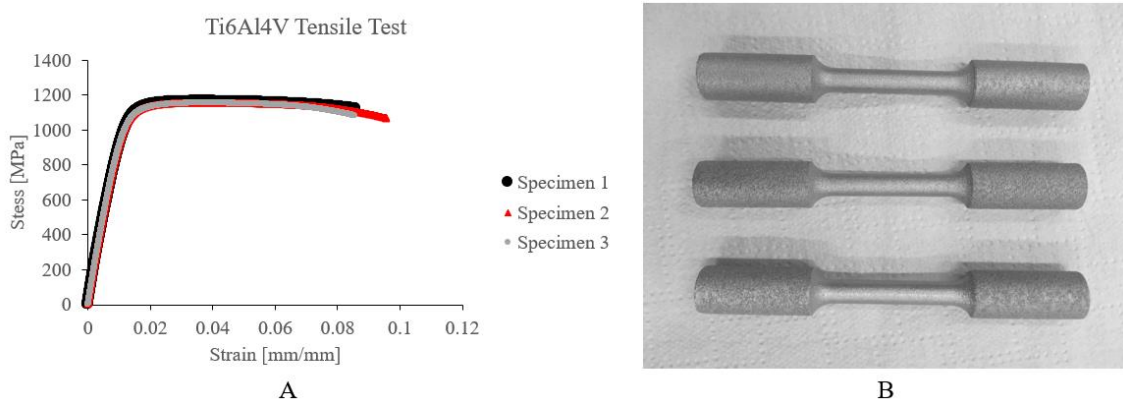 Ti6Al4V Tensile Test
1400
1200
1000
800
600
400
200
0
Stess [MPa]
0 0.02 0.04 0.06 0.08 0.1 0.12
Strain [mm/mm]
Specimen 1
Specimen 2
Specimen 3
A
B